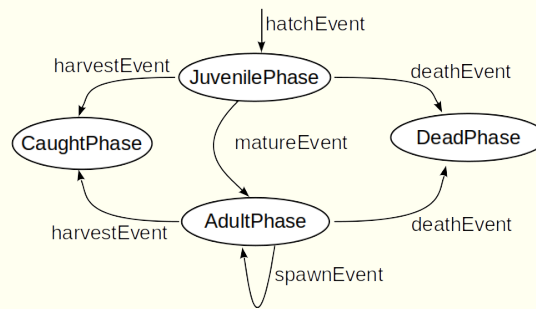 hatchEvent
harvestEvent
JuvenilePhase
deathEvent
CaughtPhase
matureEvent
DeadPhase
harvestEvent
AdultPhase
deathEvent
spawnEvent